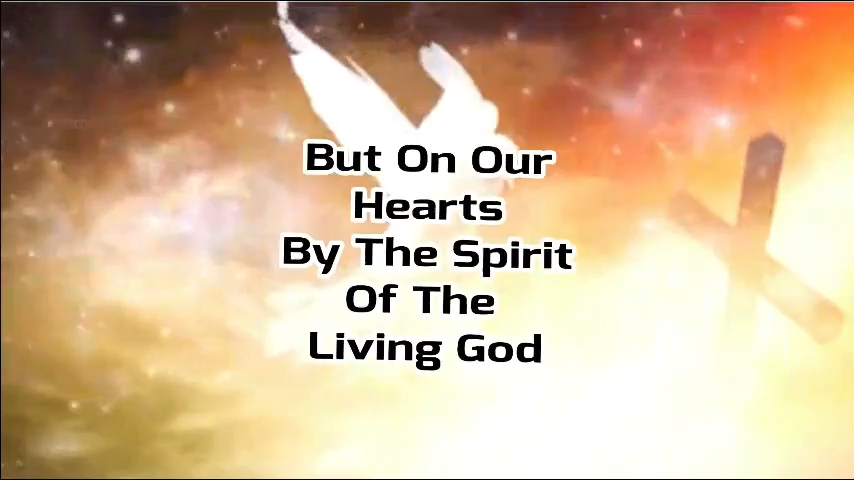 But On Our
Hearts
By The Spirit
Of The
Living God